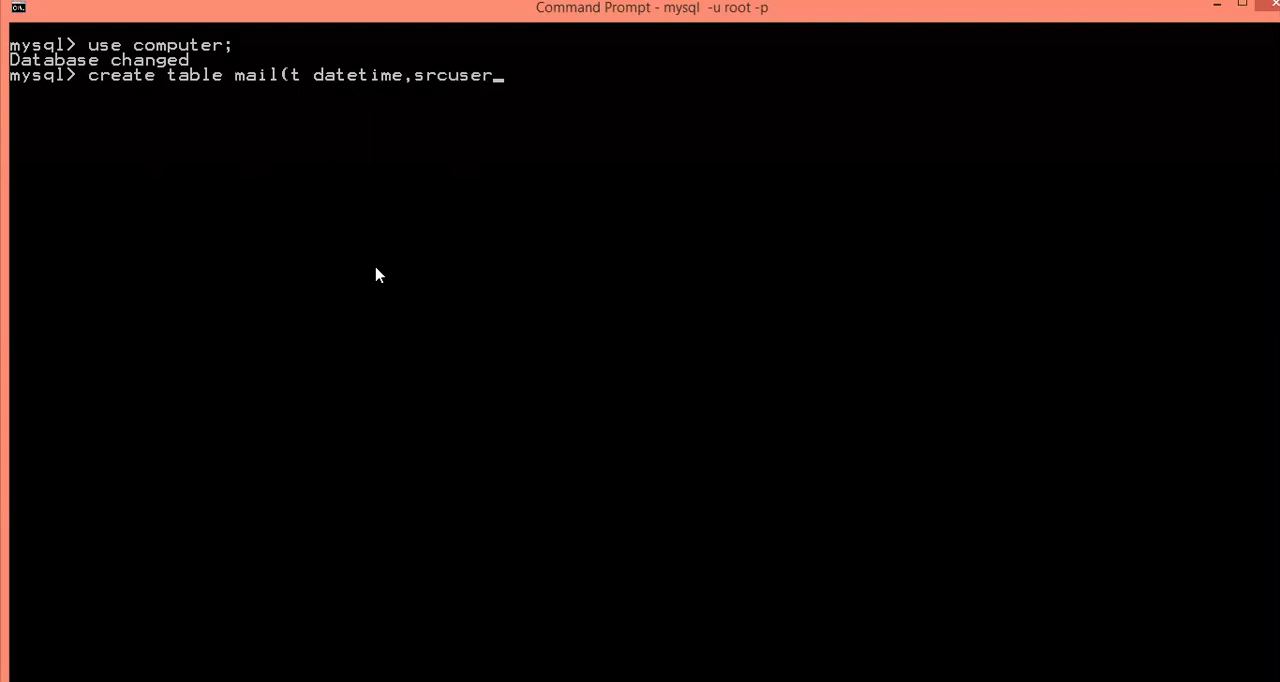 Command Prompt - mysql  -u root -p
mysql> use computer;
Database changed
mysql> create table mail(t datetime,srcuser_